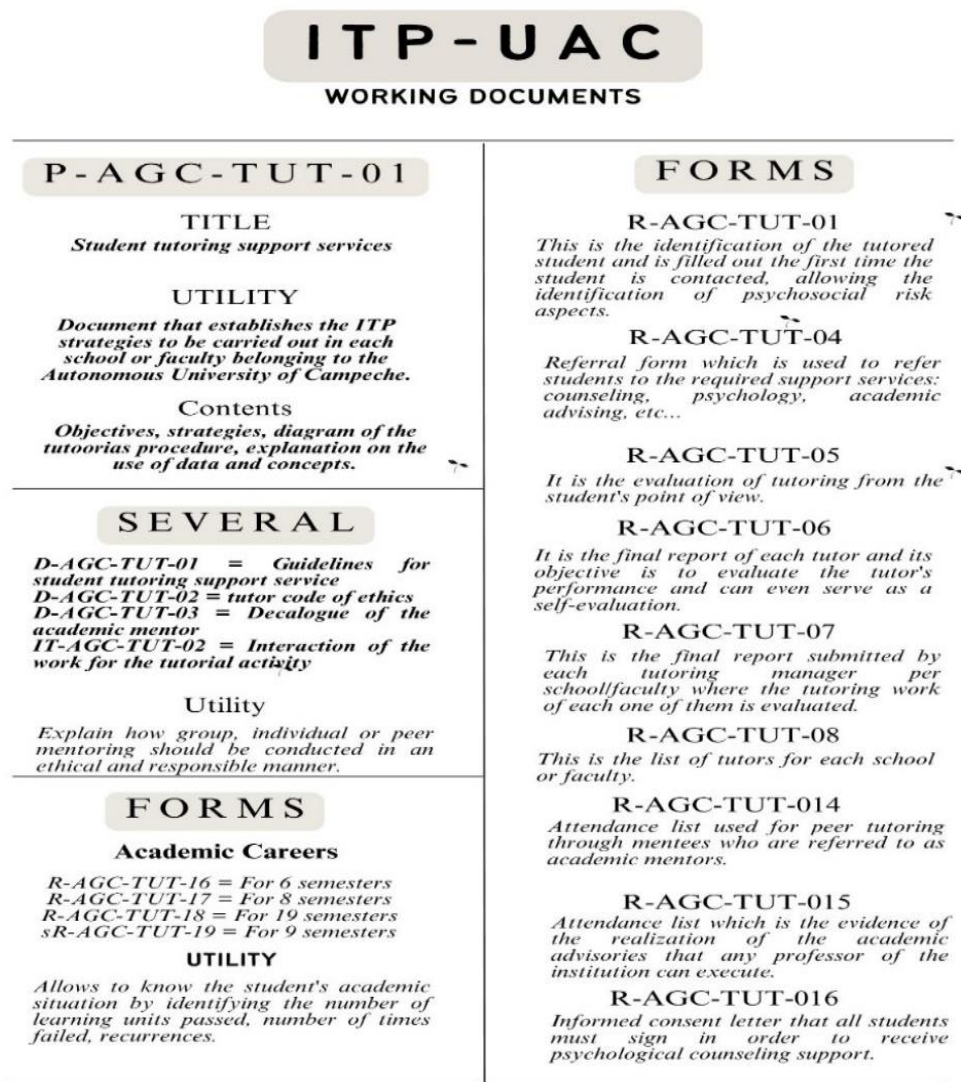 ITP-UAC
WORKING DOCUMENTS
P-AGC-TUT-01
TITLE
Student tutoring support services
UTILITY
Document that establishes the ITP
strategies to be carried out in each
school or faculty belonging to the
Autonomous University of Campeche.
Contents
Objectives, strategies, diagram of the
tutoorias procedure, explanation on the
use of data and concepts.
SEVERAL
D-AGC-TUT-01 = Guidelines for
student tutoring support service
D-AGC-TUT-02 = tutor code of ethics
D-AGC-TUT-03 = Decalogue of the
academic mentor
IT-AGC-TUT-02 = Interaction of the
work for the tutorial activity
Utility
Explain how group, individual or peer
mentoring should be conducted in an
ethical and responsible manner.
FORMS
Academic Careers
R-AGC-TUT-16 = For 6 semesters
R-AGC-TUT-17 = For 8 semesters
R-AGC-TUT-18 = For 19 semesters
sR-AGC-TUT-19 = For 9 semesters
UTILITY
Allows to know the student's academic
situation by identifying the number of
learning units passed, number of times
failed, recurrences.
FORMS
R-AGC-TUT-01
This is the identification of the tutored
student and is filled out the first time the
student is contacted, allowing the
identification of psychosocial risk
aspects.
R-AGC-TUT-04
Referral form which is used to refer
students to the required support services:
counseling, psychology, academic
advising, etc...
R-AGC-TUT-05
It is the evaluation of tutoring from the
student's point of view.
R-AGC-TUT-06
It is the final report of each tutor and its
objective is to evaluate the tutor's
performance and can even serve as a
self-evaluation.
R-AGC-TUT-07
This is the final report submitted by
each tutoring manager per
school/faculty where the tutoring work
of each one of them is evaluated.
R-AGC-TUT-08
This is the list of tutors for each school
or faculty.
R-AGC-TUT-014
Attendance list used for peer tutoring
through mentees who are referred to as
academic mentors.
R-AGC-TUT-015
Attendance list which is the evidence of
the realization of the academic
advisories that any professor of the
institution can execute.
R-AGC-TUT-016
Informed consent letter that all students
must sign in order to receive
psychological counseling support.